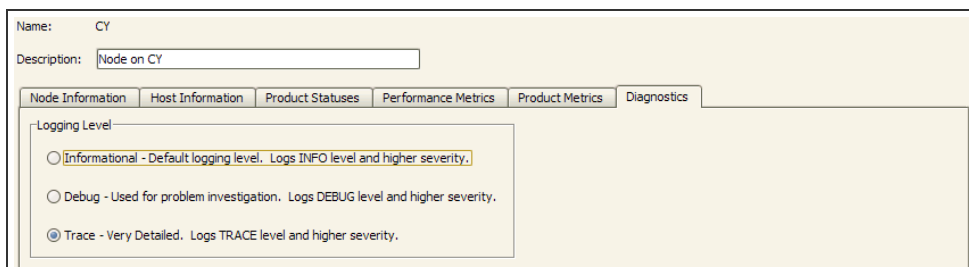 Name: CY
Description: Node on CY
Node Information Host Information Product Statuses Performance Metrics Product Metrics Diagnostics
Logging Level
Informational - Default logging level. Logs INFO level and higher severity.
Debug - Used for problem investigation. Logs DEBUG level and higher severity.
Trace - Very Detailed. Logs TRACE level and higher severity.